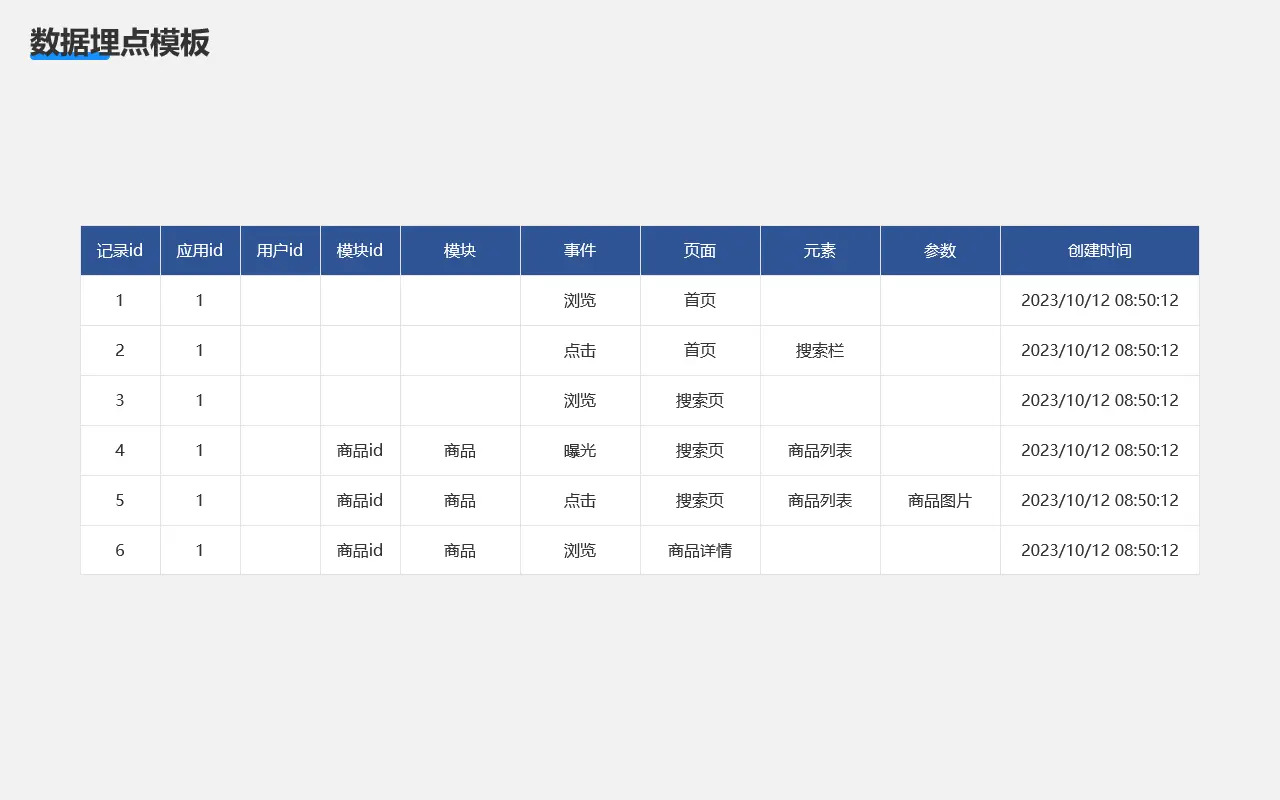 数据埋点模板
记录id 应用id 用户id 模块id 模块 事件 页面 元素 参数 创建时间
1 1 浏览 首页 2023/10/12 08:50:12
2 1 点击 首页 搜索栏 2023/10/12 08:50:12
3 1 浏览 搜索页 2023/10/12 08:50:12
4 1 商品id 商品 曝光 搜索页 商品列表 2023/10/12 08:50:12
5 1 商品id 商品 点击 搜索页 商品列表 商品图片 2023/10/12 08:50:12
6 1 商品id 商品 浏览 商品详情 2023/10/12 08:50:12